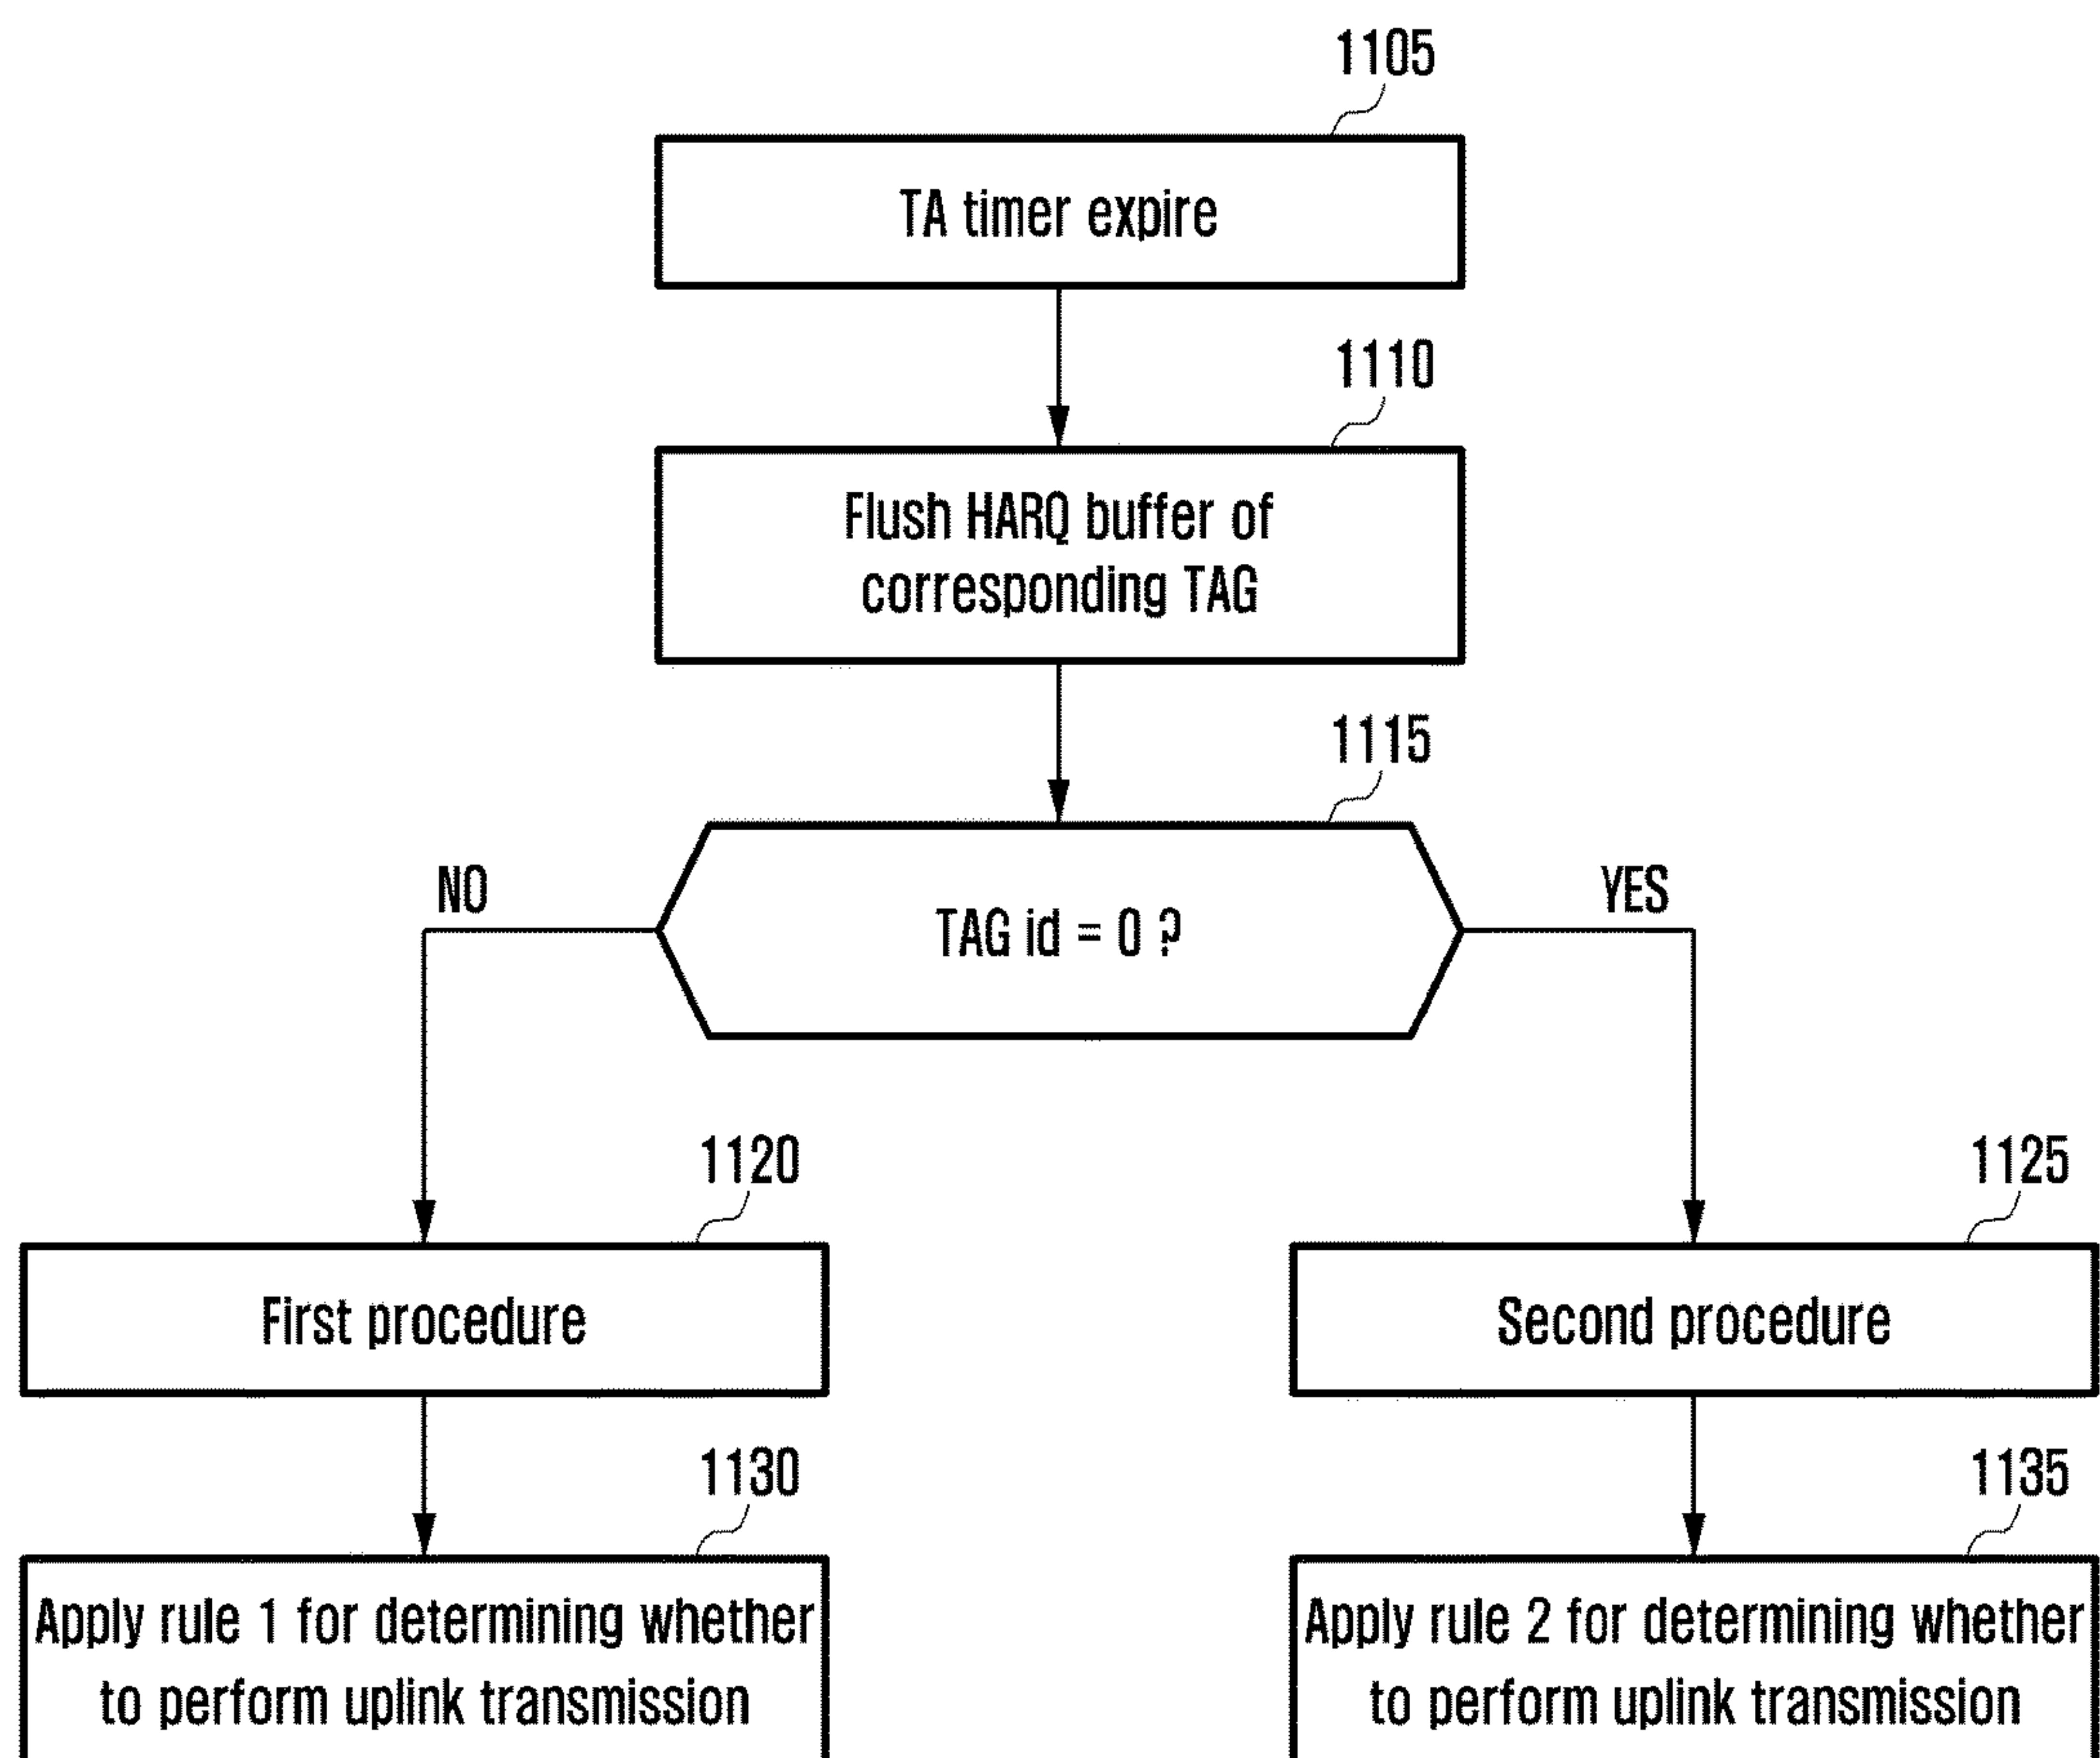 1105
TA timer expire
1110
Flush HARQ buffer of
corresponding TAG
1115
NO
YES
TAG id = 0 ?
1120
1125
First procedure
Second procedure
1130
1135
Apply rule 1 for determining whether
to perform uplink transmission
Apply rule 2 for determining whether
to perform uplink transmission